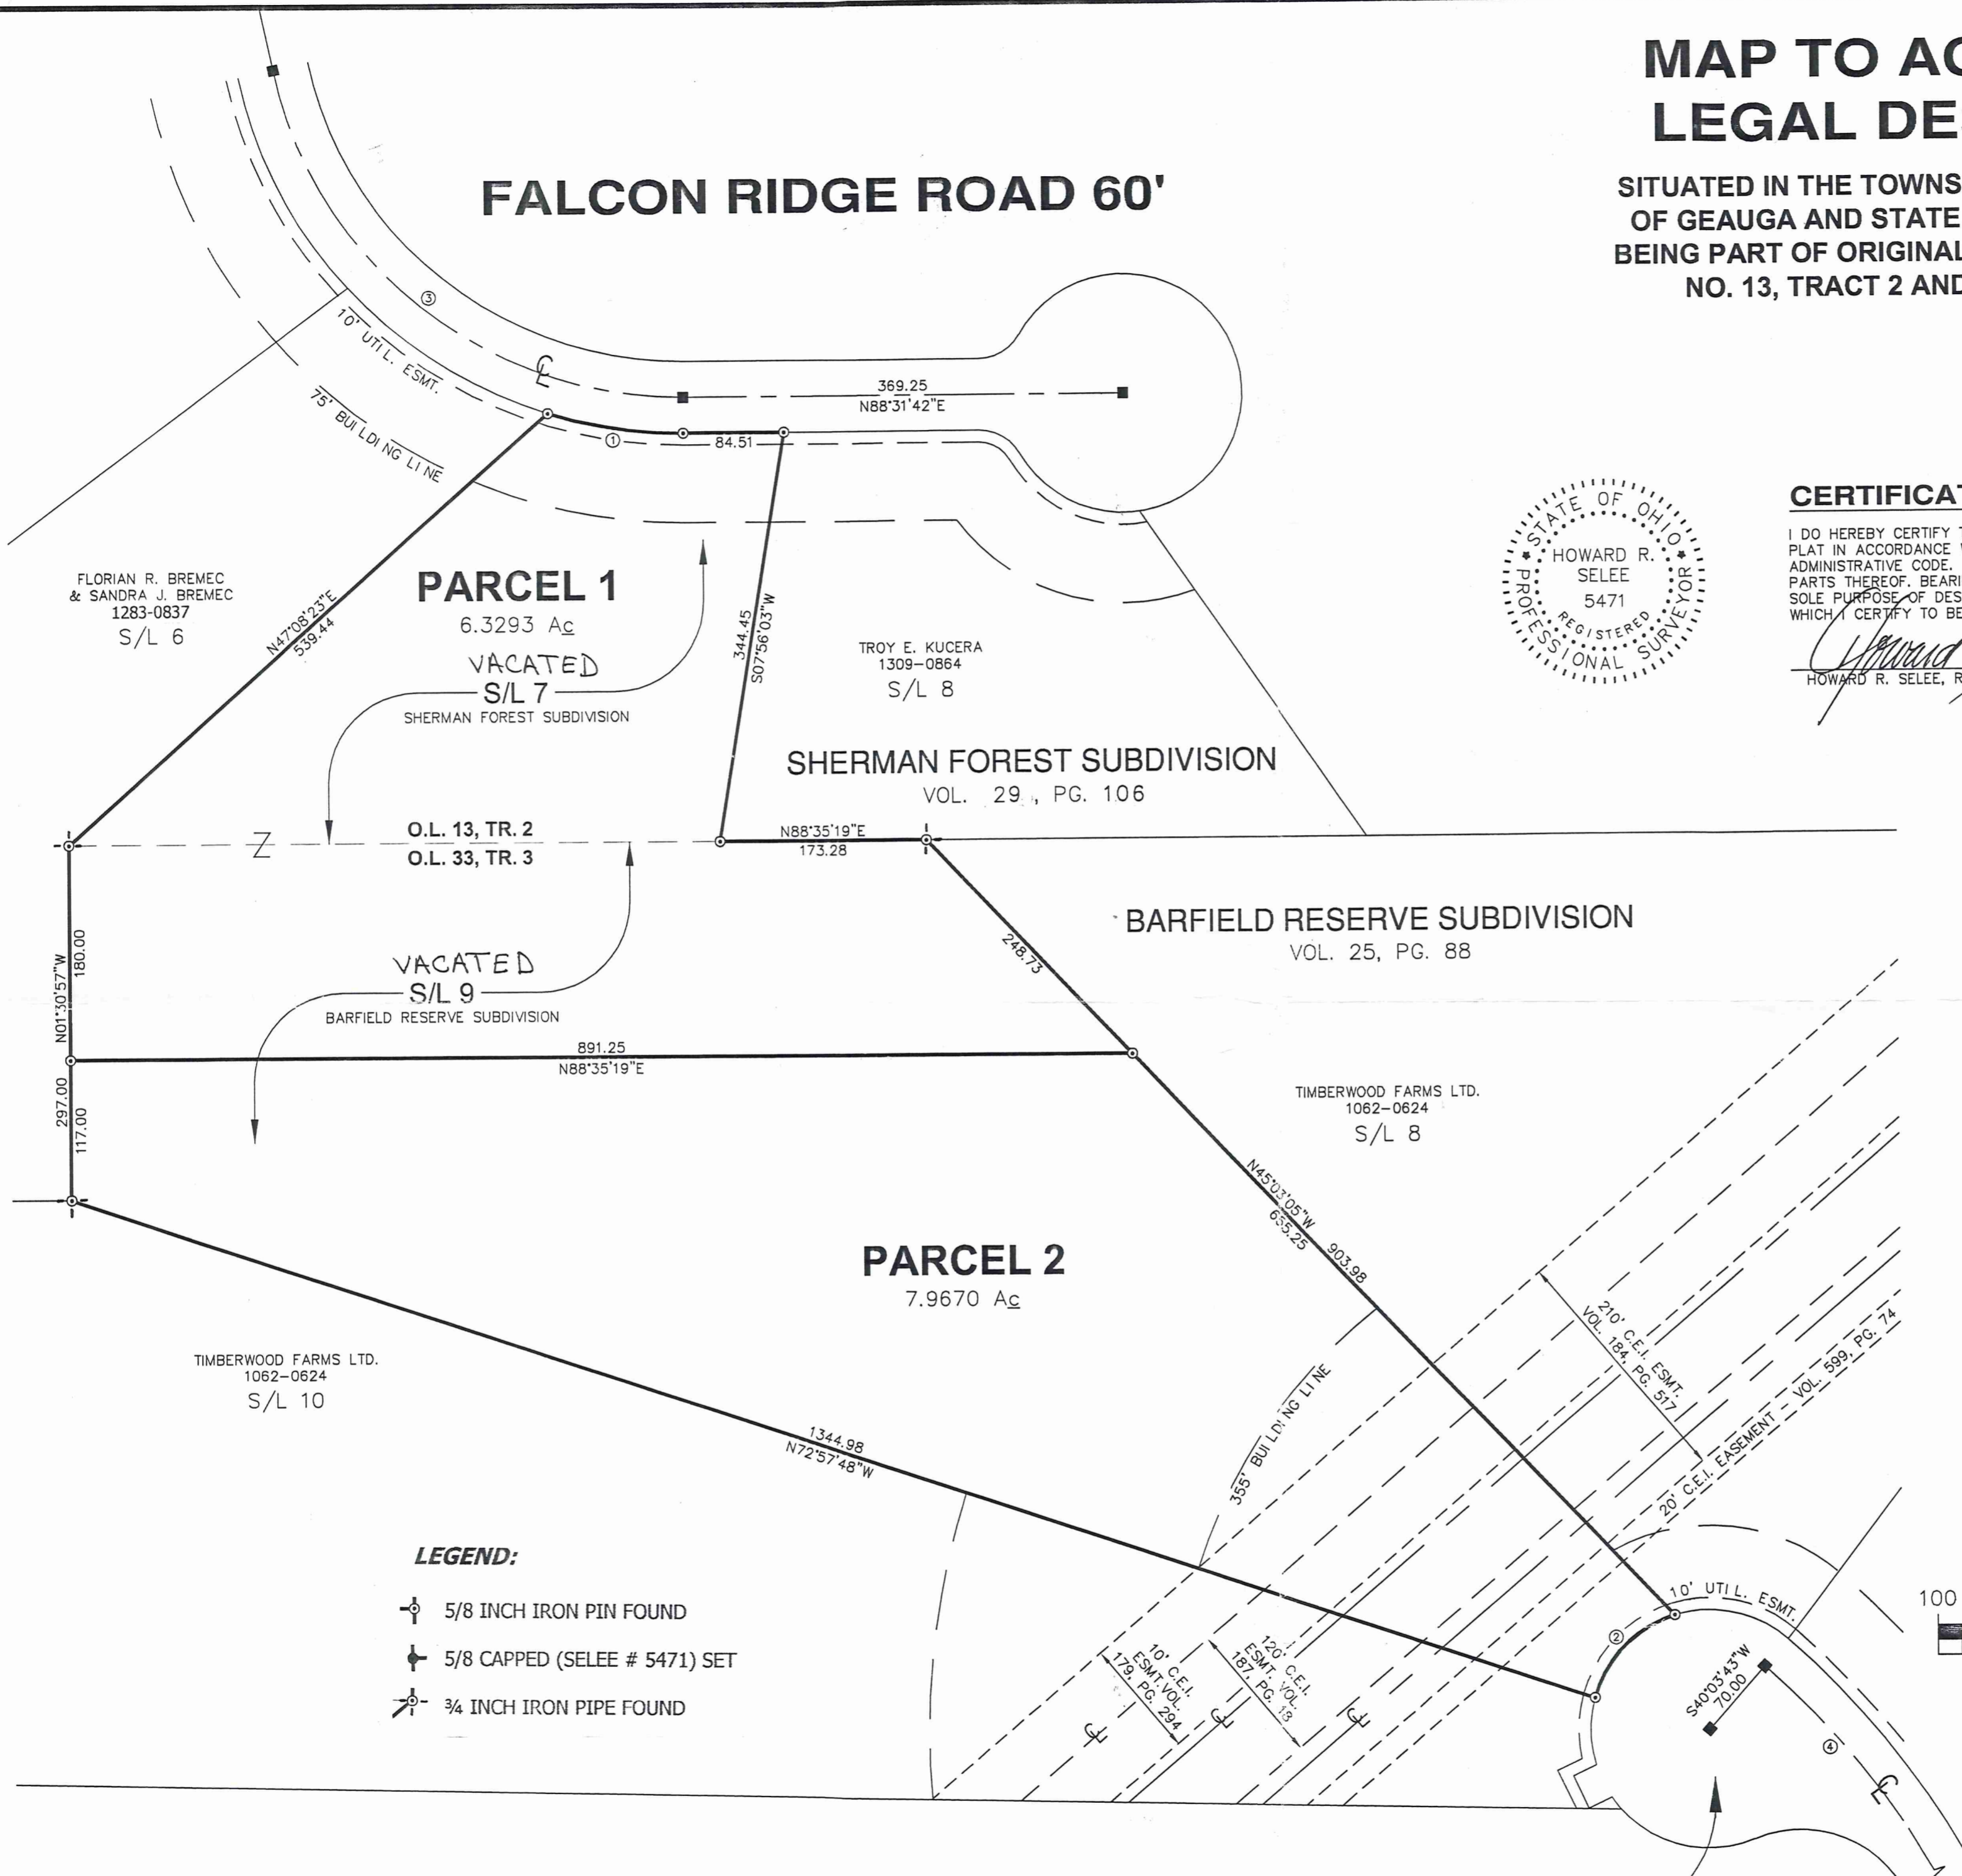 MAP TO AC
LEGAL DE
SITUATED IN THE TOWNS
OF GEAUGA AND STATE
BEING PART OF ORIGINAL
NO. 13, TRACT 2 AND
FALCON RIDGE ROAD 60'
③
10' UTIL. ESMT.
75' BUILDING LINE
369.25
N88°31'42"E
①
84.51
STATE OF OHIO
HOWARD R.
SELEE
5471
REGISTERED
PROFESSIONAL SURVEYOR
CERTIFICAT
I DO HEREBY CERTIFY T
PLAT IN ACCORDANCE
ADMINISTRATIVE CODE.
PARTS THEREOF. BEARI
SOLE PURPOSE OF DES
WHICH I CERTIFY TO BE
Howard
HOWARD R. SELEE, R
FLORIAN R. BREMEC
& SANDRA J. BREMEC
1283-0837
S/L 6
N47°08'23"E
539.44
PARCEL 1
6.3293 Ac
VACATED
S/L 7
SHERMAN FOREST SUBDIVISION
344.45
S07°56'03"W
TROY E. KUCERA
1309-0864
S/L 8
SHERMAN FOREST SUBDIVISION
VOL. 29, PG. 106
O.L. 13, TR. 2
O.L. 33, TR. 3
N88°35'19"E
173.28
BARFIELD RESERVE SUBDIVISION
VOL. 25, PG. 88
248.73
N01°30'57"W
180.00
VACATED
S/L 9
BARFIELD RESERVE SUBDIVISION
891.25
N88°35'19"E
297.00
117.00
TIMBERWOOD FARMS LTD.
1062-0624
S/L 8
N45°03'05"W
655.25
903.98
PARCEL 2
7.9670 Ac
210' C.E.I. ESMT.
VOL. 184, PG. 517
20' C.E.I. EASEMENT - VOL. 599, PG. 74
355' BUILDING LINE
TIMBERWOOD FARMS LTD.
1062-0624
S/L 10
1344.98
N72°57'48"W
LEGEND:
5/8 INCH IRON PIN FOUND
5/8 CAPPED (SELEE # 5471) SET
¾ INCH IRON PIPE FOUND
10' C.E.I.
ESMT. VOL.
179, PG. 294
120' C.E.I.
ESMT. VOL.
187, PG. 13
10' UTIL. ESMT.
②
S40°03'43"W
70.00
④
100